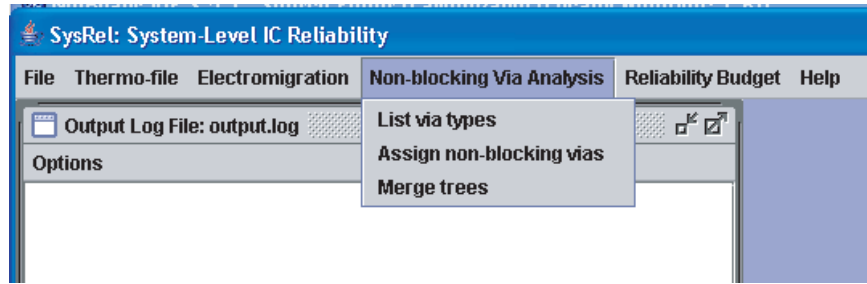 SysRel: System-Level IC Reliability
File Thermo-file Electromigration Non-blocking Via Analysis Reliability Budget Help
Output Log File: output.log
Options
List via types
Assign non-blocking vias
Merge trees